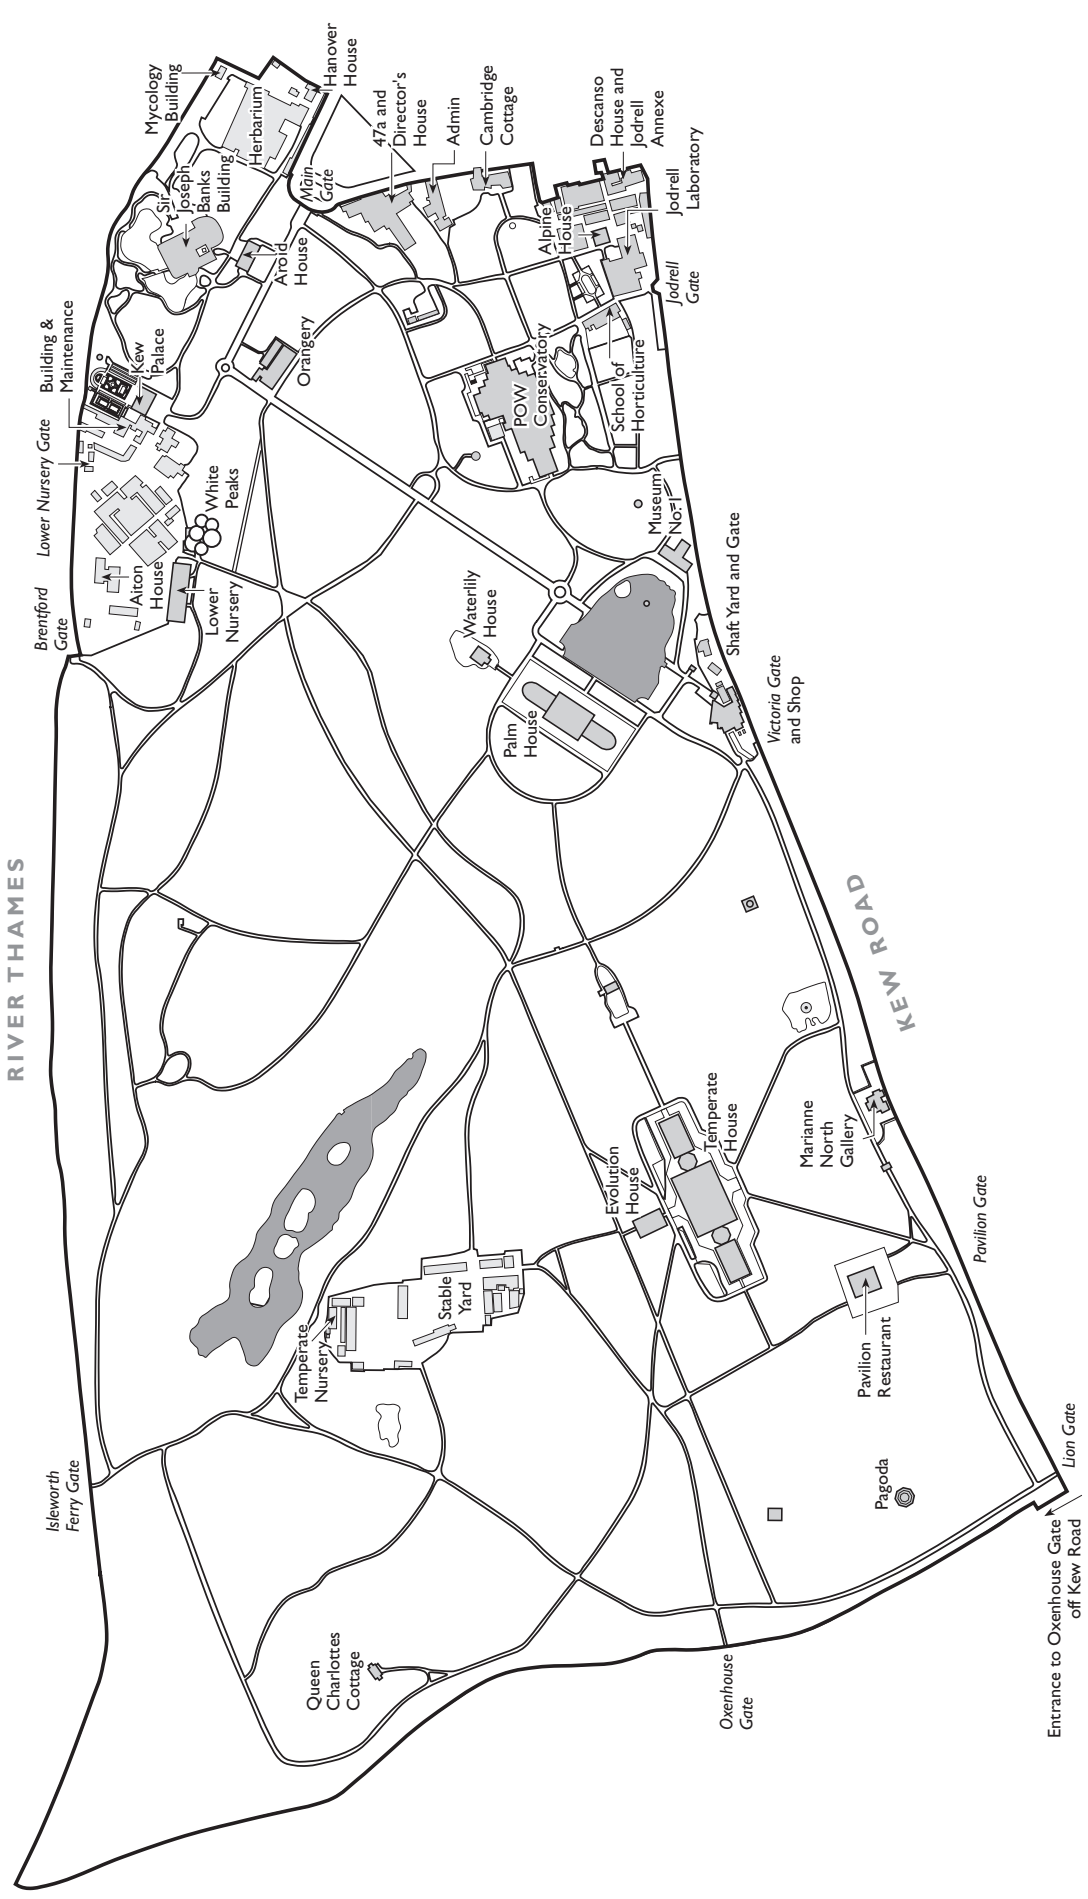 RIVER THAMES
Mycology
Building
Hanover
House
Herbarium
Sir
Joseph
Banks
Building
Main
Gate
47a and
Director's
House
Admin
Cambridge
Cottage
Descanso
House and
Jodrell
Annexe
Jodrell
Laboratory
Alpine
House
Jodrell
Gate
Aroid
House
Building &
Maintenance
Kew
Palace
Orangery
POW
Conservatory
School of
Horticulture
Lower Nursery Gate
White
Peaks
Museum
No. I
Brentford
Gate
Aiton
House
Lower
Nursery
Waterlily
House
Shaft Yard and Gate
Palm
House
Victoria Gate
and Shop
KEW ROAD
Temperate
House
Marianne
North
Gallery
Evolution
House
Pavilion Gate
Stable
Yard
Temperate
Nursery
Pavilion
Restaurant
Isleworth
Ferry Gate
Pagoda
Lion Gate
Queen
Charlottes
Cottage
Oxenhouse
Gate
Entrance to Oxenhouse Gate
off Kew Road